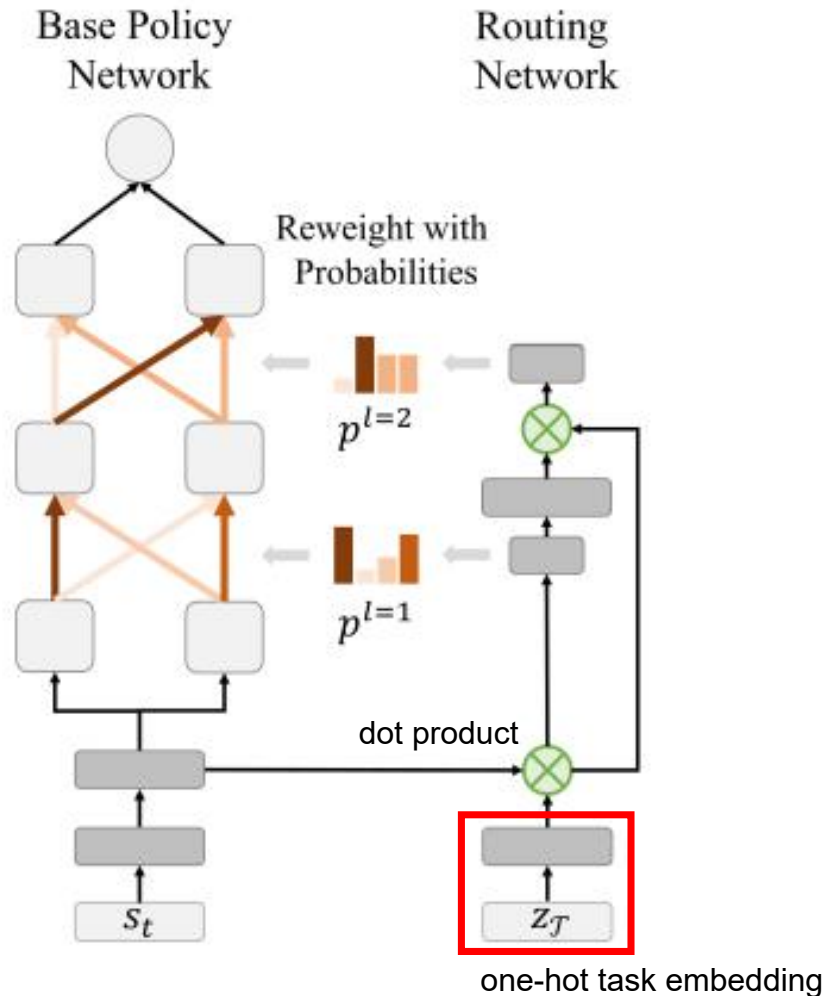 Base Policy
Network
Routing
Network
Reweight with
Probabilities
p^{l=2}
p^{l=1}
dot product
s_t
z_𝒯
one-hot task embedding